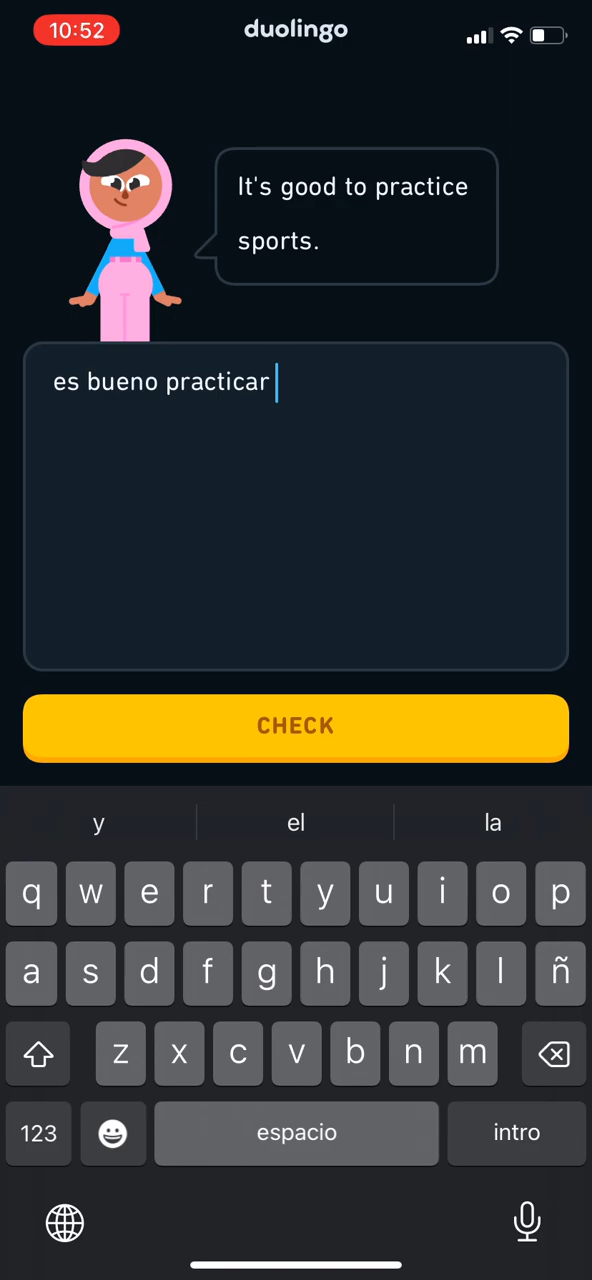 10:52
duolingo
It's good to practice
sports.
es bueno practicar
CHECK
y el la
q w e r t y u i o p
a s d f g h j k l ñ
z x c v b n m
123 espacio intro